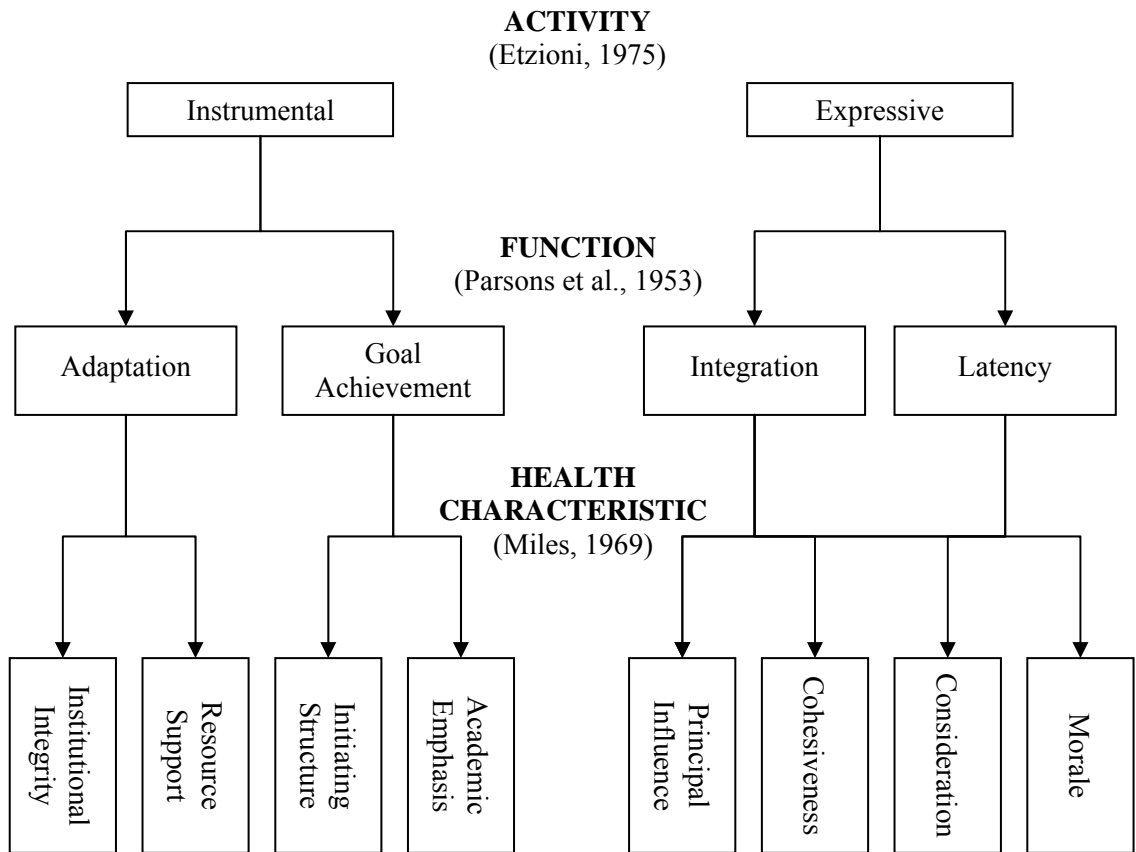 ACTIVITY
(Etzioni, 1975)
Instrumental
Expressive
FUNCTION
(Parsons et al., 1953)
Adaptation
Goal
Achievement
Integration
Latency
HEALTH
CHARACTERISTIC
(Miles, 1969)
Institutional
Integrity
Resource
Support
Initiating
Structure
Academic
Emphasis
Principal
Influence
Cohesiveness
Consideration
Morale